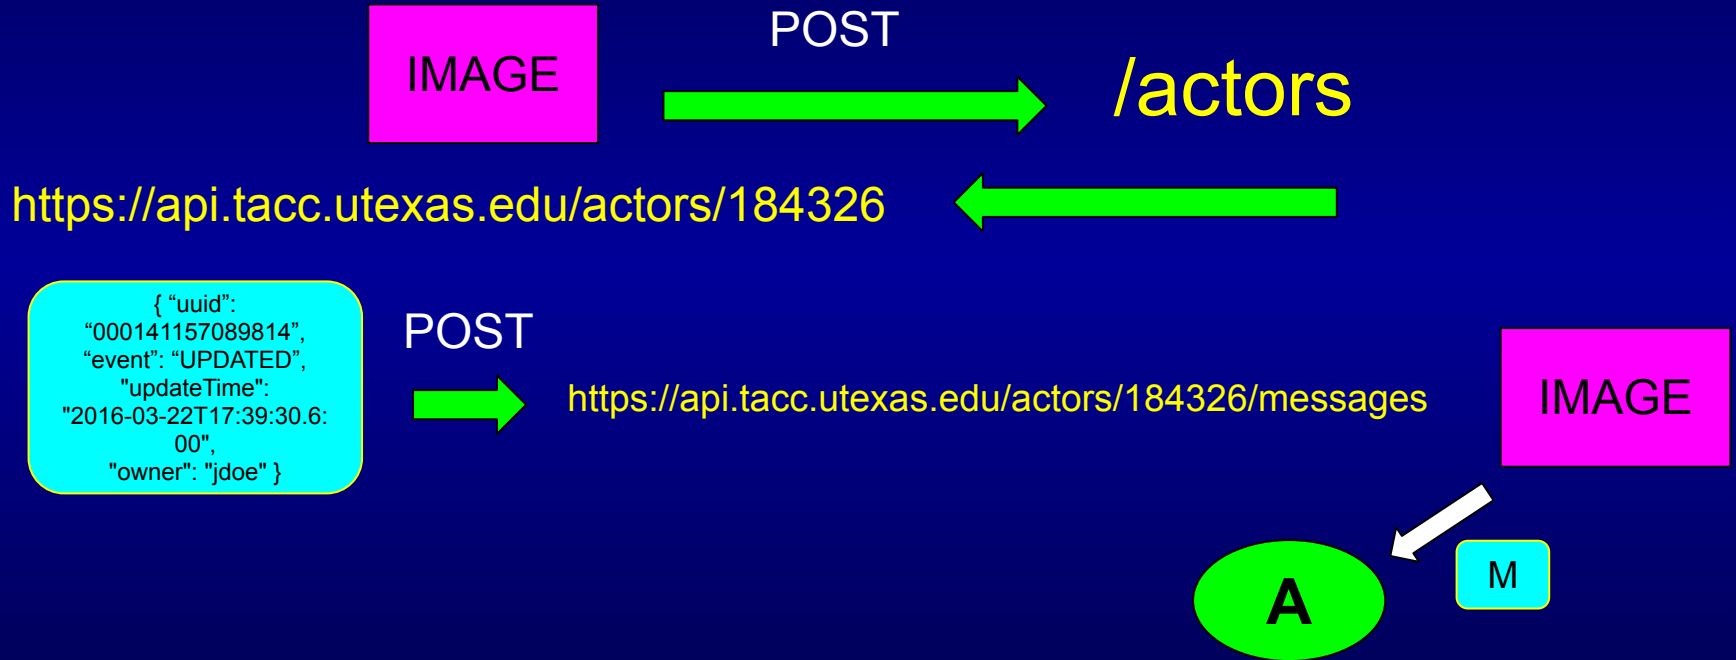 POST
IMAGE
/actors
https://api.tacc.utexas.edu/actors/184326
{ “uuid”:
“000141157089814”,
“event”: “UPDATED”,
"updateTime":
"2016-03-22T17:39:30.6:
00",
"owner": "jdoe" }
POST
https://api.tacc.utexas.edu/actors/184326/messages
IMAGE
M
A